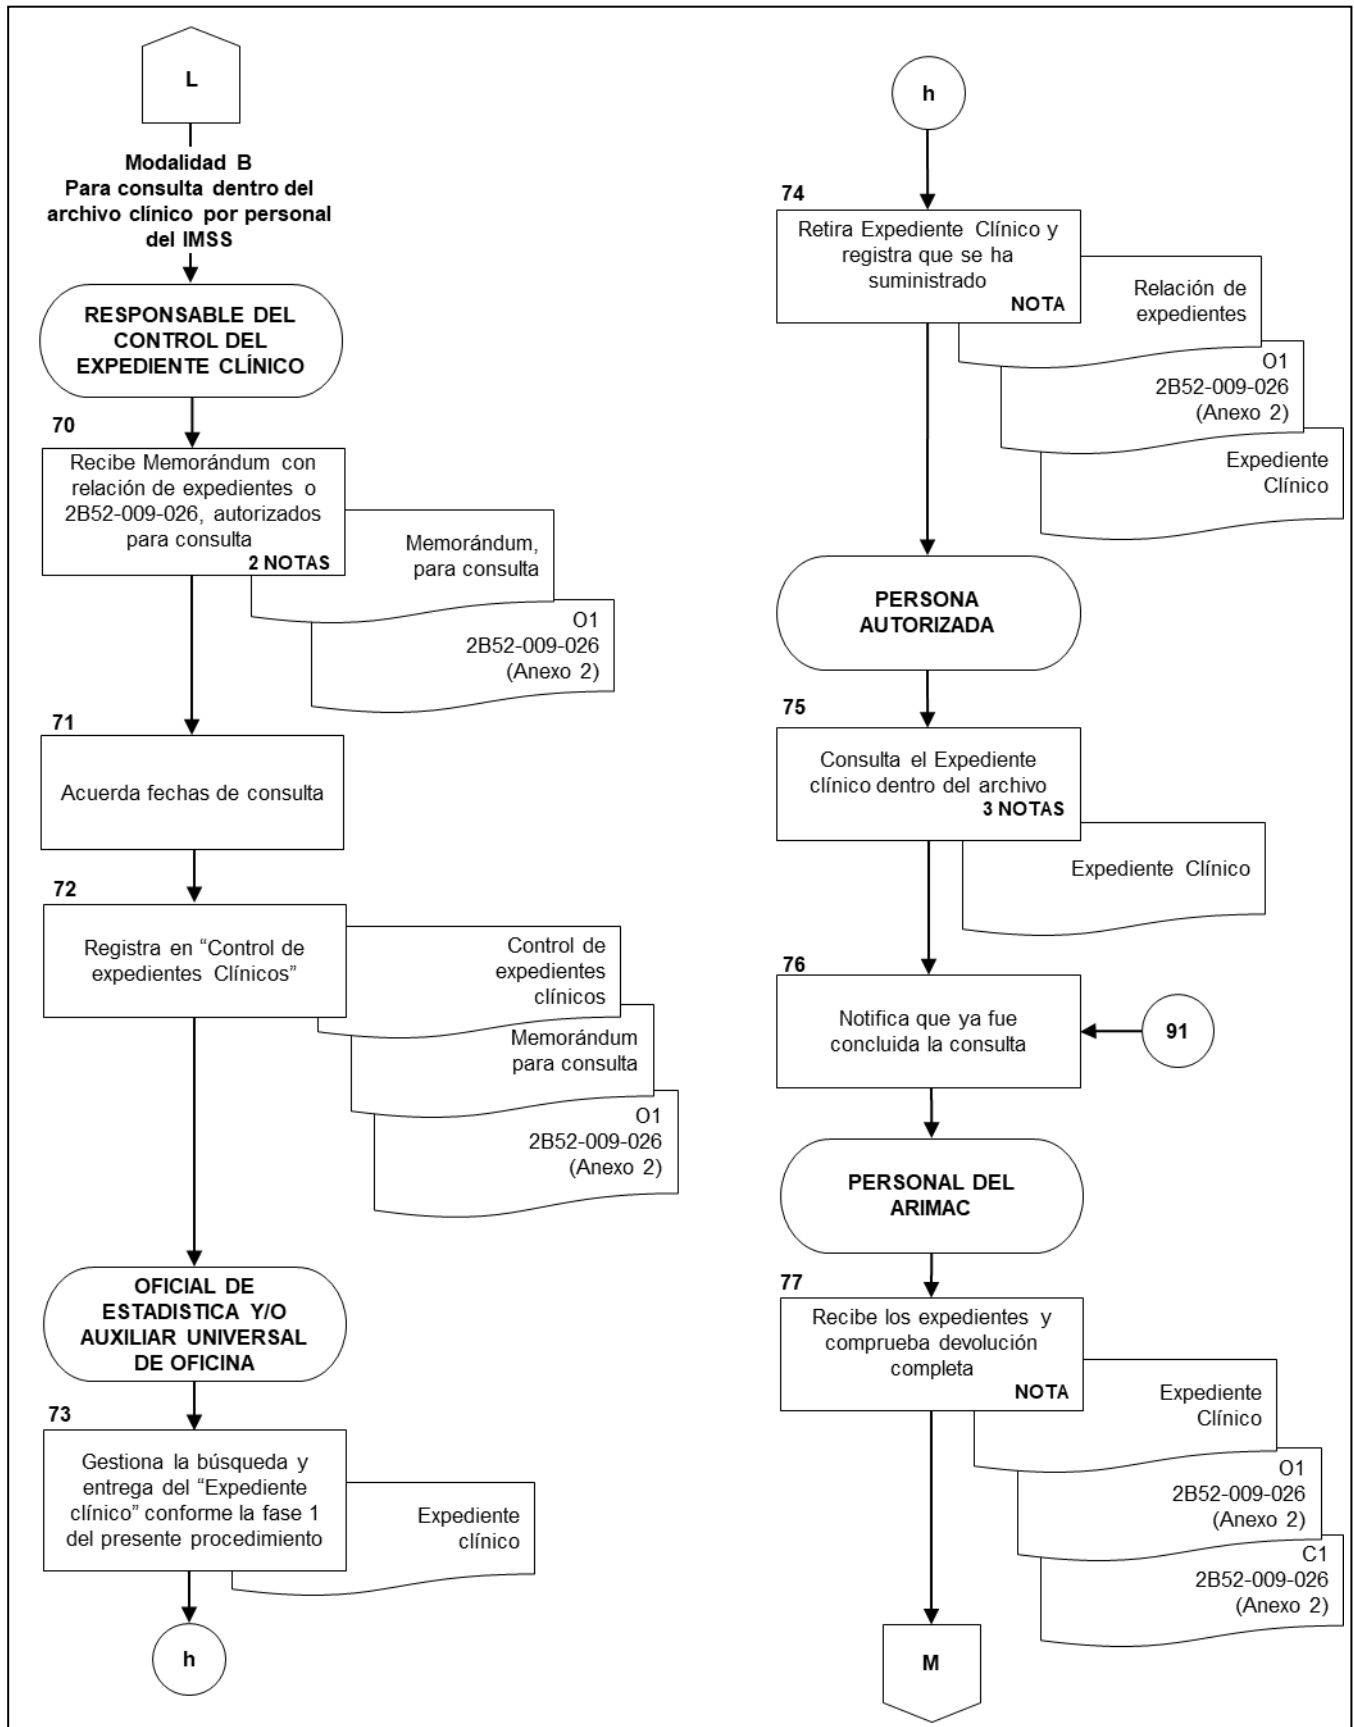 L
Modalidad B
Para consulta dentro del
archivo clínico por personal
del IMSS
RESPONSABLE DEL
CONTROL DEL
EXPEDIENTE CLÍNICO
70
Recibe Memorándum con
relación de expedientes o
2B52-009-026, autorizados
para consulta
2 NOTAS
Memorándum,
para consulta
O1
2B52-009-026
(Anexo 2)
71
Acuerda fechas de consulta
72
Registra en “Control de
expedientes Clínicos”
Control de
expedientes
clínicos
Memorándum
para consulta
O1
2B52-009-026
(Anexo 2)
OFICIAL DE
ESTADISTICA Y/O
AUXILIAR UNIVERSAL
DE OFICINA
73
Gestiona la búsqueda y
entrega del “Expediente
clínico” conforme la fase 1
del presente procedimiento
Expediente
clínico
h
h
74
Retira Expediente Clínico y
registra que se ha
suministrado
NOTA
Relación de
expedientes
O1
2B52-009-026
(Anexo 2)
Expediente
Clínico
PERSONA
AUTORIZADA
75
Consulta el Expediente
clínico dentro del archivo
3 NOTAS
Expediente Clínico
76
Notifica que ya fue
concluida la consulta
91
PERSONAL DEL
ARIMAC
77
Recibe los expedientes y
comprueba devolución
completa
NOTA
Expediente
Clínico
O1
2B52-009-026
(Anexo 2)
C1
2B52-009-026
(Anexo 2)
M